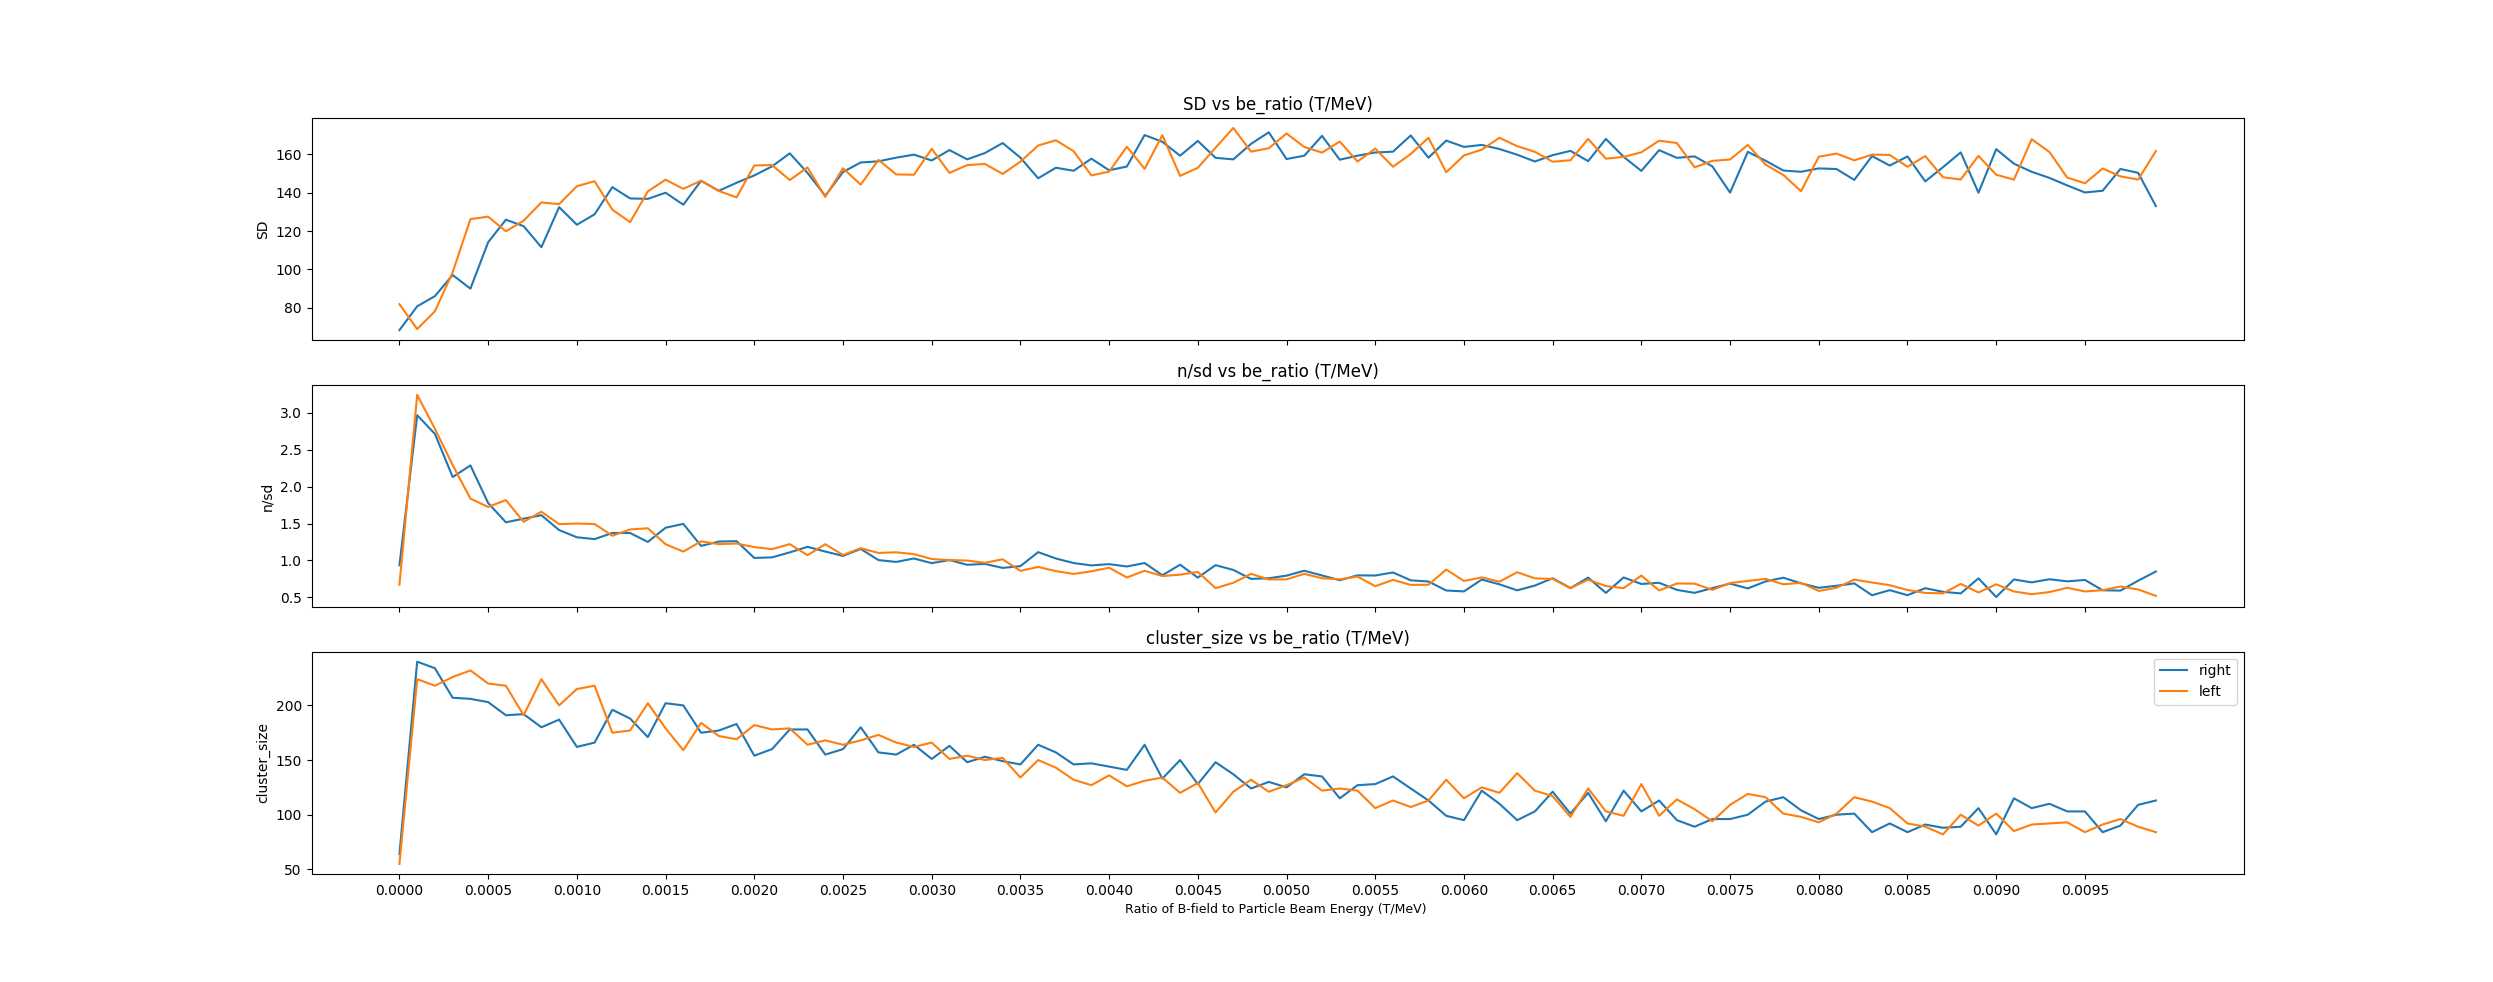 SD vs be_ratio (T/MeV)
160
140
120
100
80
SD
n/sd vs be_ratio (T/MeV)
3.0
2.5
2.0
1.5
1.0
0.5
n/sd
cluster_size vs be_ratio (T/MeV)
right
left
200
150
100
50
cluster_size
0.0000 0.0005 0.0010 0.0015 0.0020 0.0025 0.0030 0.0035 0.0040 0.0045 0.0050 0.0055 0.0060 0.0065 0.0070 0.0075 0.0080 0.0085 0.0090 0.0095
Ratio of B-field to Particle Beam Energy (T/MeV)